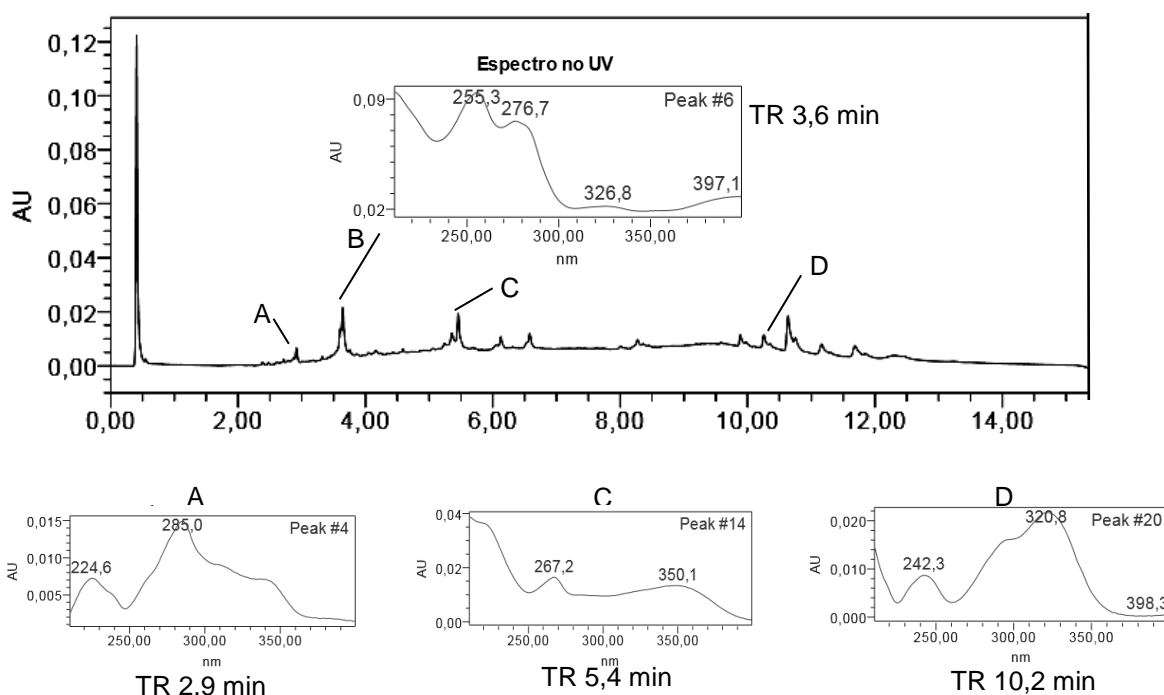 Espectro no UV
0,12
0,10
0,08
0,06
0,04
0,02
0,00
AU
0,00 2,00 4,00 6,00 8,00 10,00 12,00 14,00
0,09
0,02
AU
255,3
276,7
326,8
397,1
Peak #6
250,00 300,00 350,00
nm
TR 3,6 min
A
B
C
D
A
0,015
0,010
0,005
AU
224,6
285,0
Peak #4
250,00 300,00 350,00
nm
TR 2,9 min
C
0,04
0,02
0,00
AU
267,2
350,1
Peak #14
250,00 300,00 350,00
nm
TR 5,4 min
D
0,020
0,010
0,000
AU
242,3
320,8
398,3
Peak #20
250,00 300,00 350,00
nm
TR 10,2 min